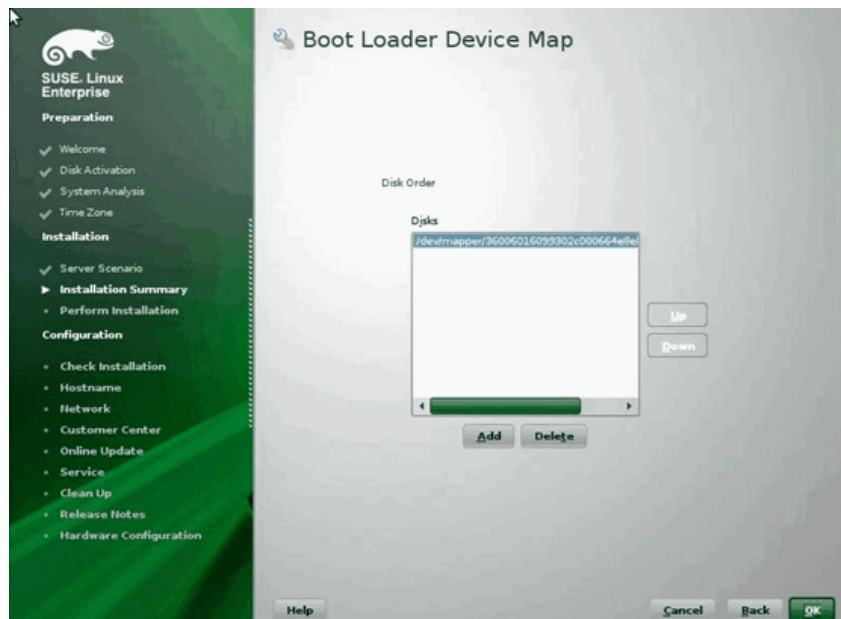 SUSE. Linux
Enterprise
Preparation
Welcome
Disk Activation
System Analysis
Time Zone
Installation
Server Scenario
Installation Summary
Perform Installation
Configuration
Check Installation
Hostname
Network
Customer Center
Online Update
Service
Clean Up
Release Notes
Hardware Configuration
Boot Loader Device Map
Disk Order
Disks
/dev/mapper/36006016099302c000664e8e
Up
Down
Add Delete
Help Cancel Back OK